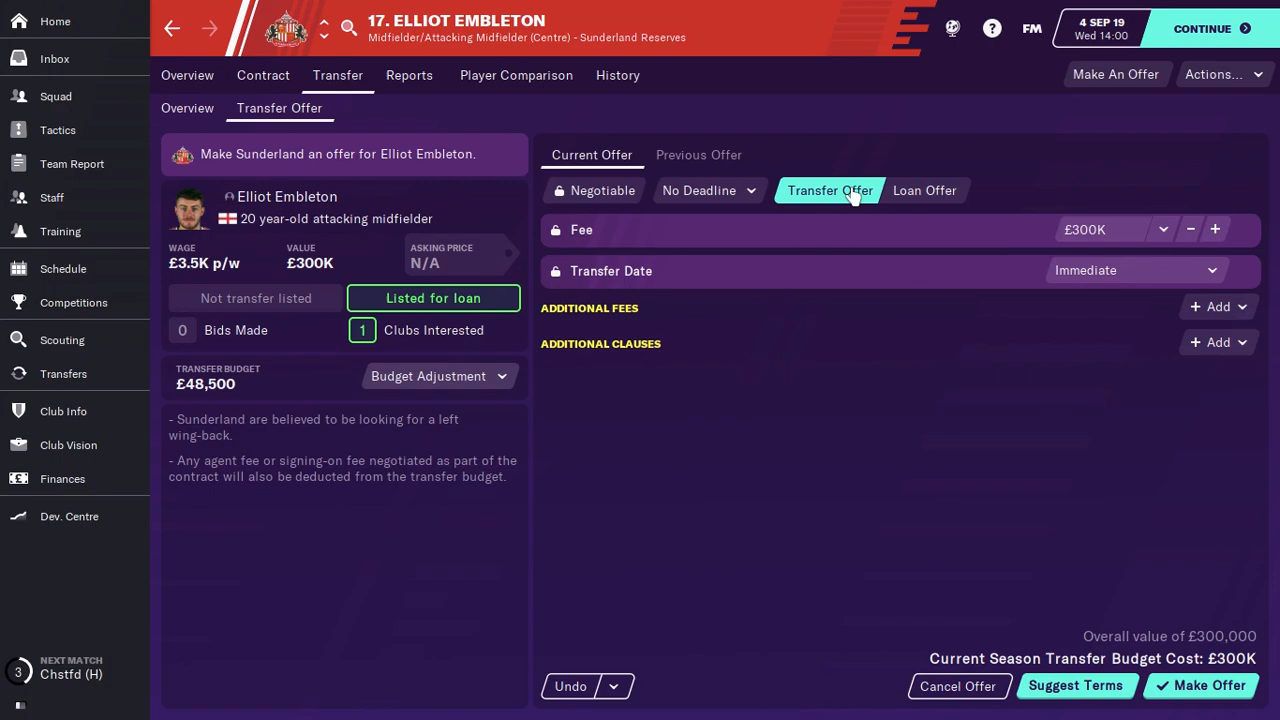 Home
Inbox
Squad
Tactics
Team Report
Staff
Training
Schedule
Competitions
Scouting
Transfers
Club Info
Club Vision
Finances
Dev. Centre
3
NEXT MATCH
Chstfd (H)
17. ELLIOT EMBLETON
Midfielder/Attacking Midfielder (Centre) - Sunderland Reserves
FM
4 SEP 19
Wed 14:00
CONTINUE
Overview
Contract
Transfer
Reports
Player Comparison
History
Make An Offer
Actions...
Overview
Transfer Offer
Make Sunderland an offer for Elliot Embleton.
Elliot Embleton
20 year-old attacking midfielder
WAGE
£3.5K p/w
VALUE
£300K
ASKING PRICE
N/A
Not transfer listed
Listed for loan
0 Bids Made
1 Clubs Interested
TRANSFER BUDGET
£48,500
Budget Adjustment
- Sunderland are believed to be looking for a left
wing-back.
- Any agent fee or signing-on fee negotiated as part of the
contract will also be deducted from the transfer budget.
Current Offer
Previous Offer
Negotiable
No Deadline
Transfer Offer
Loan Offer
Fee
£300K
Transfer Date
Immediate
ADDITIONAL FEES
+ Add
ADDITIONAL CLAUSES
+ Add
Overall value of £300,000
Current Season Transfer Budget Cost: £300K
Undo
Cancel Offer
Suggest Terms
Make Offer